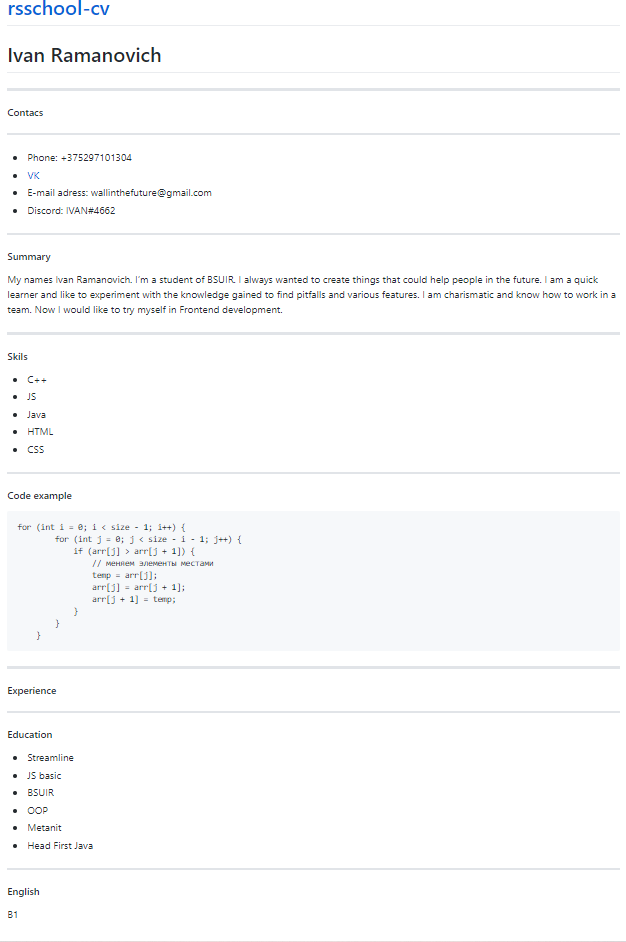 rsschool-cv
Ivan Ramanovich
Contacs
Phone: +375297101304
VK
E-mail adress: wallinthefuture@gmail.com
Discord: IVAN#4662
Summary
My names Ivan Ramanovich. I'm a student of BSUIR. I always wanted to create things that could help people in the future. I am a quick
learner and like to experiment with the knowledge gained to find pitfalls and various features. I am charismatic and know how to work in a
team. Now I would like to try myself in Frontend development.
Skils
C++
JS
Java
HTML
CSS
Code example
for (int i = 0; i < size - 1; i++) {
for (int j = 0; j < size - i - 1; j++) {
if (arr[j] > arr[j + 1]) {
// меняем элементы местами
temp = arr[j];
arr[j] = arr[j + 1];
arr[j + 1] = temp;
}
}
}
Experience
Education
Streamline
JS basic
BSUIR
OOP
Metanit
Head First Java
English
B1